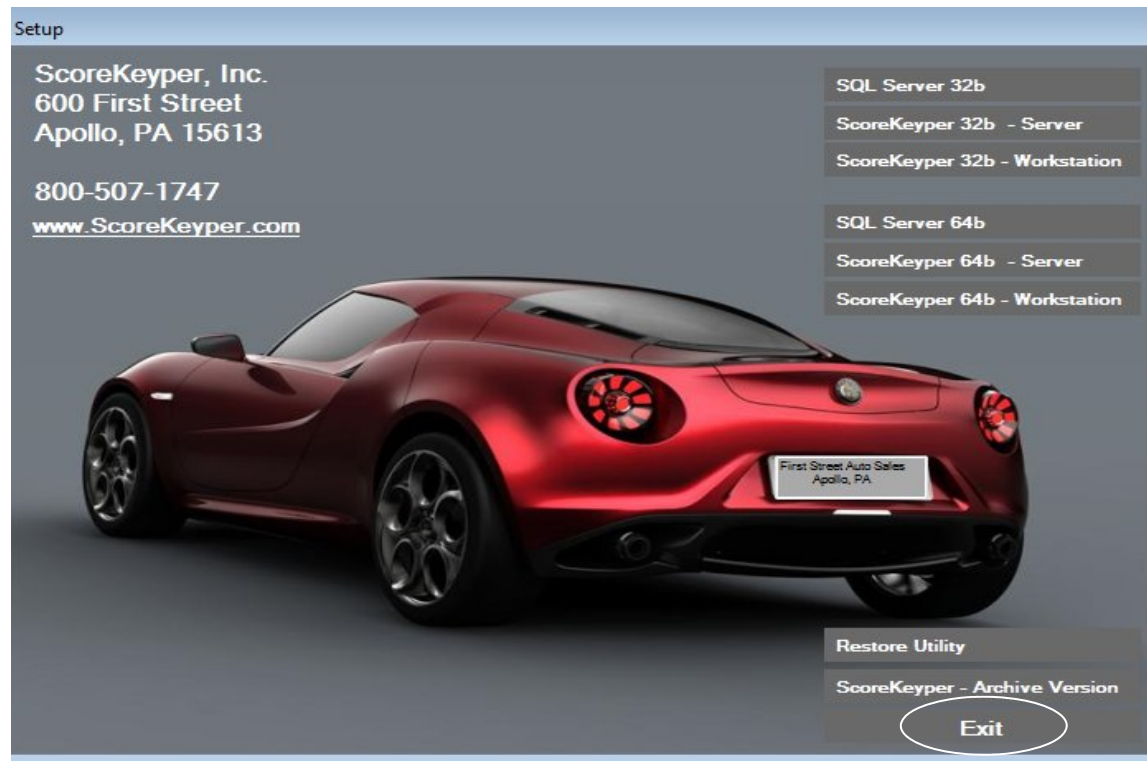 Setup
ScoreKeyper, Inc.
600 First Street
Apollo, PA 15613
800-507-1747
www.ScoreKeyper.com
SQL Server 32b
ScoreKeyper 32b - Server
ScoreKeyper 32b - Workstation
SQL Server 64b
ScoreKeyper 64b - Server
ScoreKeyper 64b - Workstation
First Street Auto Sales
Apollo, PA
Restore Utility
ScoreKeyper - Archive Version
Exit